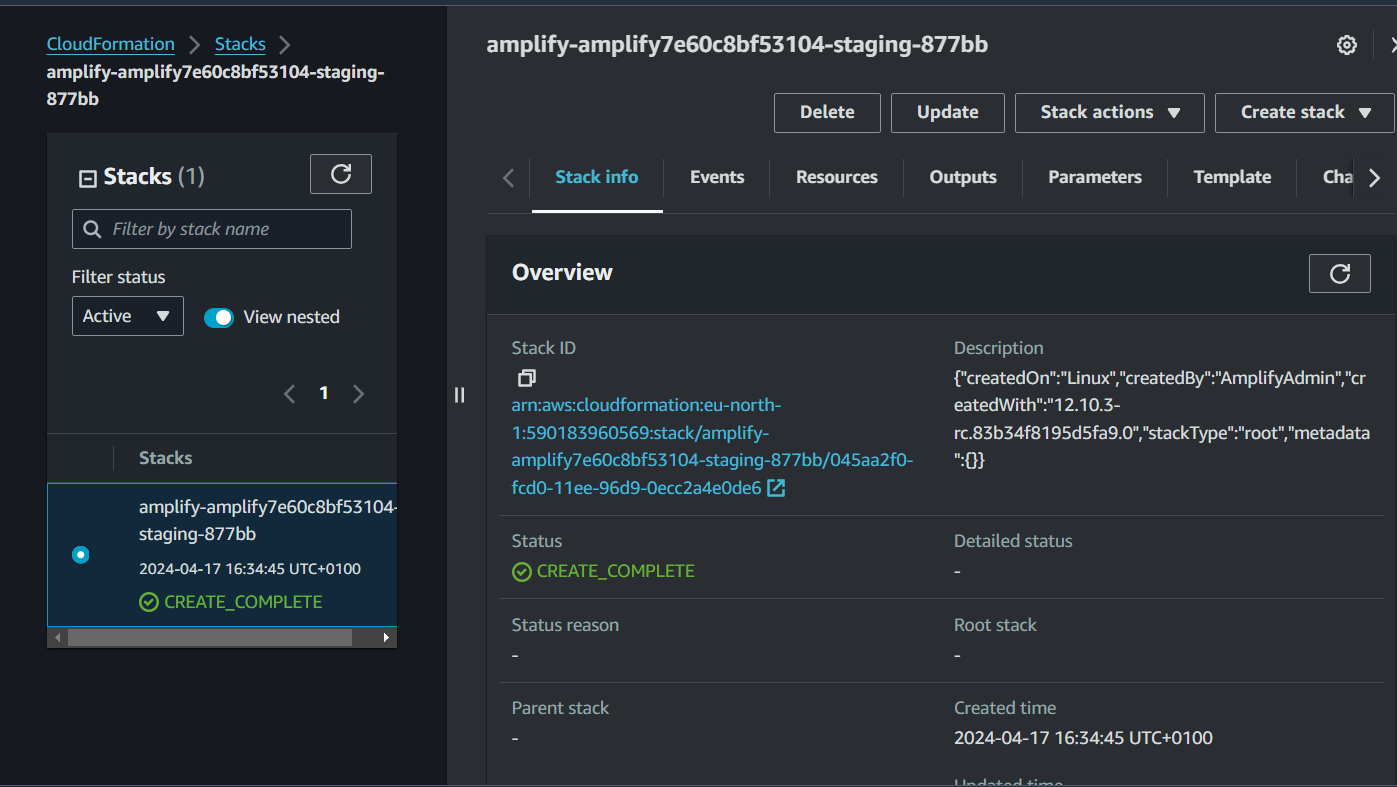 CloudFormation > Stacks >
amplify-amplify7e60c8bf53104-staging-
877bb
Stacks (1)
Filter by stack name
Filter status
Active
View nested
1
Stacks
amplify-amplify7e60c8bf53104-
staging-877bb
2024-04-17 16:34:45 UTC+0100
CREATE_COMPLETE
amplify-amplify7e60c8bf53104-staging-877bb
Delete
Update
Stack actions
Create stack
Stack info
Events
Resources
Outputs
Parameters
Template
Cha
Overview
Stack ID
arn:aws:cloudformation:eu-north-
1:590183960569:stack/amplify-
amplify7e60c8bf53104-staging-877bb/045aa2f0-
fcd0-11ee-96d9-0ecc2a4e0de6
Description
{"createdOn":"Linux","createdBy":"AmplifyAdmin","cr
eatedWith":"12.10.3-
rc.83b34f8195d5fa9.0","stackType":"root","metadata
":{}}
Status
CREATE_COMPLETE
Detailed status
-
Status reason
-
Root stack
-
Parent stack
-
Created time
2024-04-17 16:34:45 UTC+0100
Updated time